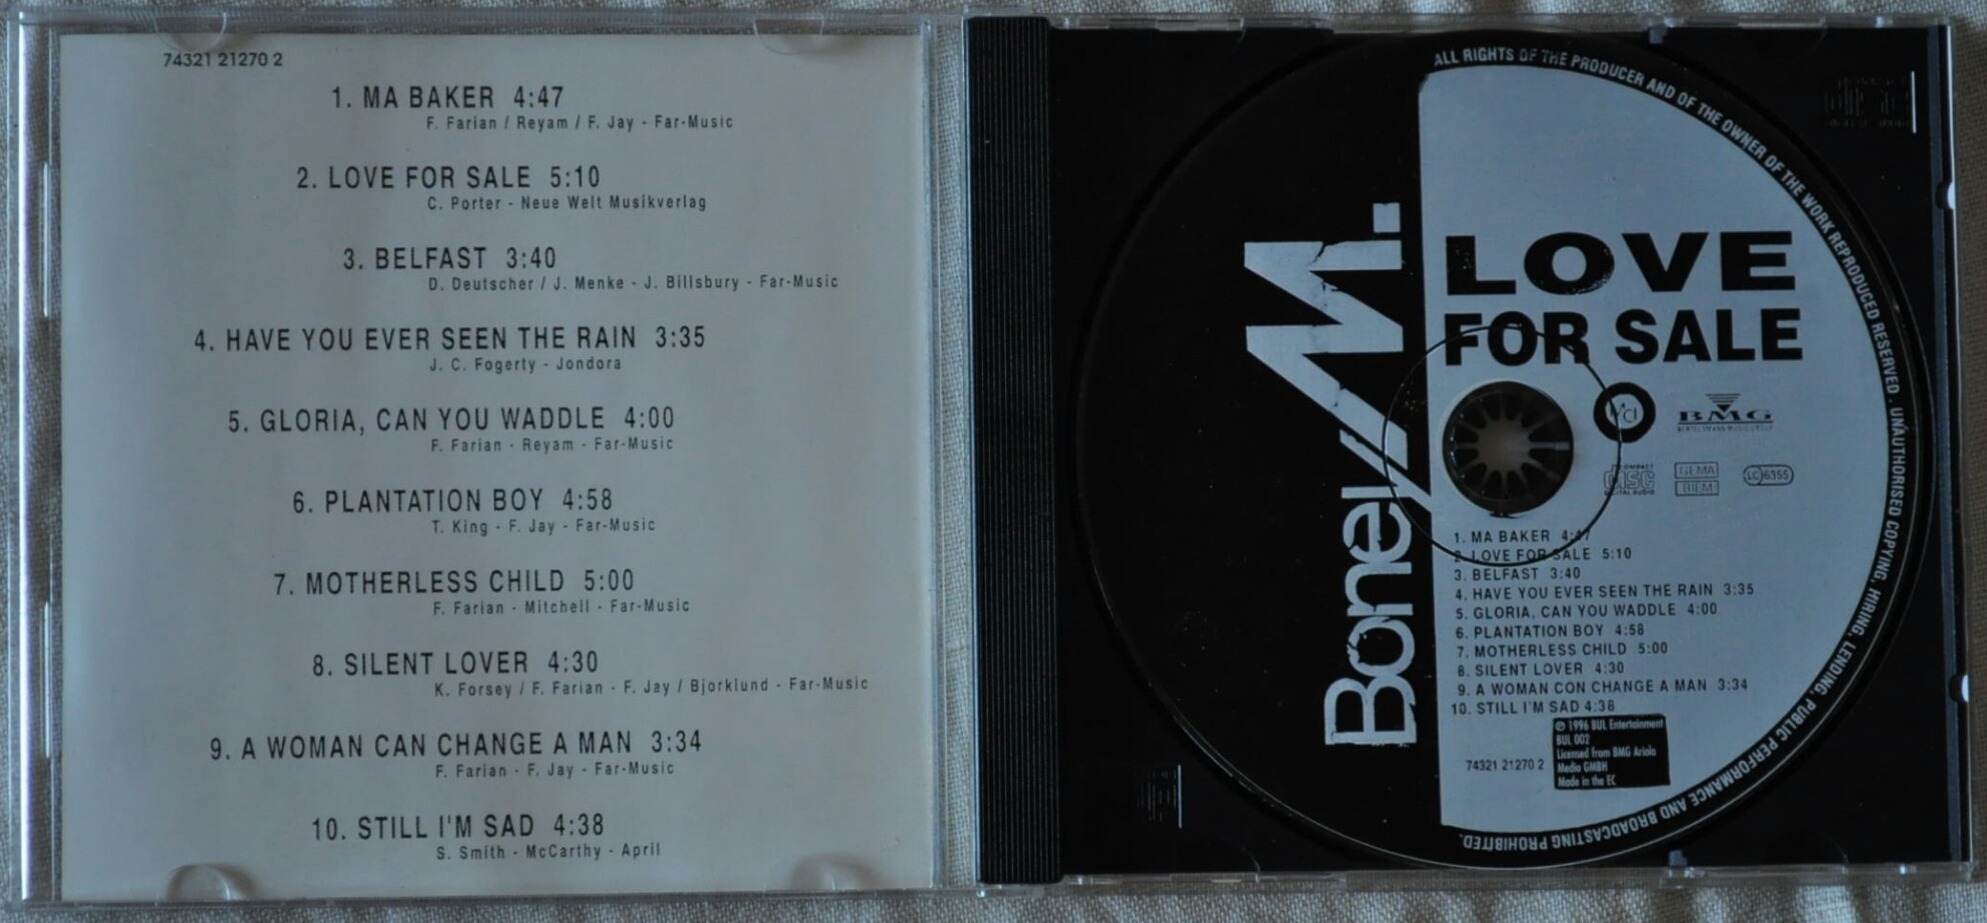 74321 21270 2
1. MA BAKER 4:47
F. Farian / Reyam / F. Jay - Far-Music
2. LOVE FOR SALE 5:10
C. Porter - Neue Welt Musikverlag
3. BELFAST 3:40
D. Deutscher / J. Menke - J. Billsbury - Far-Music
4. HAVE YOU EVER SEEN THE RAIN 3:35
J. C. Fogerty - Jondora
5. GLORIA, CAN YOU WADDLE 4:00
F. Farian - Reyam - Far-Music
6. PLANTATION BOY 4:58
T. King - F. Jay - Far-Music
7. MOTHERLESS CHILD 5:00
F. Farian - Mitchell - Far-Music
8. SILENT LOVER 4:30
K. Forsey / F. Farian - F. Jay / Bjorklund - Far-Music
9. A WOMAN CAN CHANGE A MAN 3:34
F. Farian - F. Jay - Far-Music
10. STILL I'M SAD 4:38
S. Smith - McCarthy - April
ALL RIGHTS OF THE PRODUCER AND OF THE OWNER OF THE WORK REPRODUCED RESERVED. UNAUTHORISED COPYING, HIRING, LENDING, PUBLIC PERFORMANCE AND BROADCASTING PROHIBITED.
Boney M.
LOVE
FOR SALE
VCI
BMG
BERTELSMANN MUSIC GROUP
COMPACT
disc
DIGITAL AUDIO
GEMA
BIEM
LC 6355
1. MA BAKER 4:47
2. LOVE FOR SALE 5:10
3. BELFAST 3:40
4. HAVE YOU EVER SEEN THE RAIN 3:35
5. GLORIA, CAN YOU WADDLE 4:00
6. PLANTATION BOY 4:58
7. MOTHERLESS CHILD 5:00
8. SILENT LOVER 4:30
9. A WOMAN CON CHANGE A MAN 3:34
10. STILL I'M SAD 4:38
74321 21270 2
℗ 1996 BUL Entertainment
BUL 002
Licensed from BMG Ariola
Media GMBH
Made in the EC